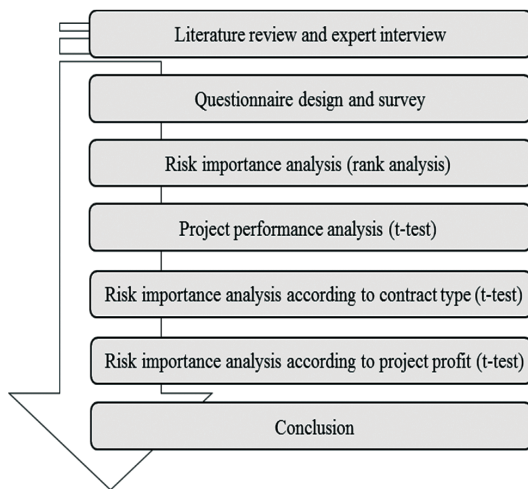 Literature review and expert interview
Questionnaire design and survey
Risk importance analysis (rank analysis)
Project performance analysis (t-test)
Risk importance analysis according to contract type (t-test)
Risk importance analysis according to project profit (t-test)
Conclusion